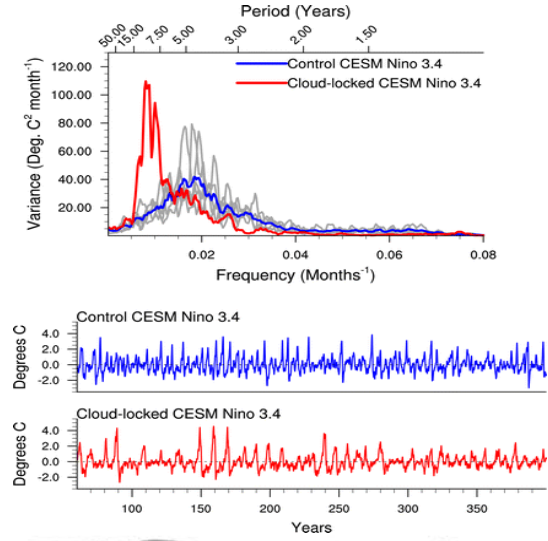 Period (Years)
50.00 15.00 7.50 5.00 3.00 2.00 1.50
Control CESM Nino 3.4
Cloud-locked CESM Nino 3.4
Variance (Deg. C² month⁻¹)
120.00
100.00
80.00
60.00
40.00
20.00
0.02 0.04 0.06 0.08
Frequency (Months⁻¹)
Control CESM Nino 3.4
Degrees C
4.0
2.0
0.0
-2.0
Cloud-locked CESM Nino 3.4
Degrees C
4.0
2.0
0.0
-2.0
100 150 200 250 300 350
Years